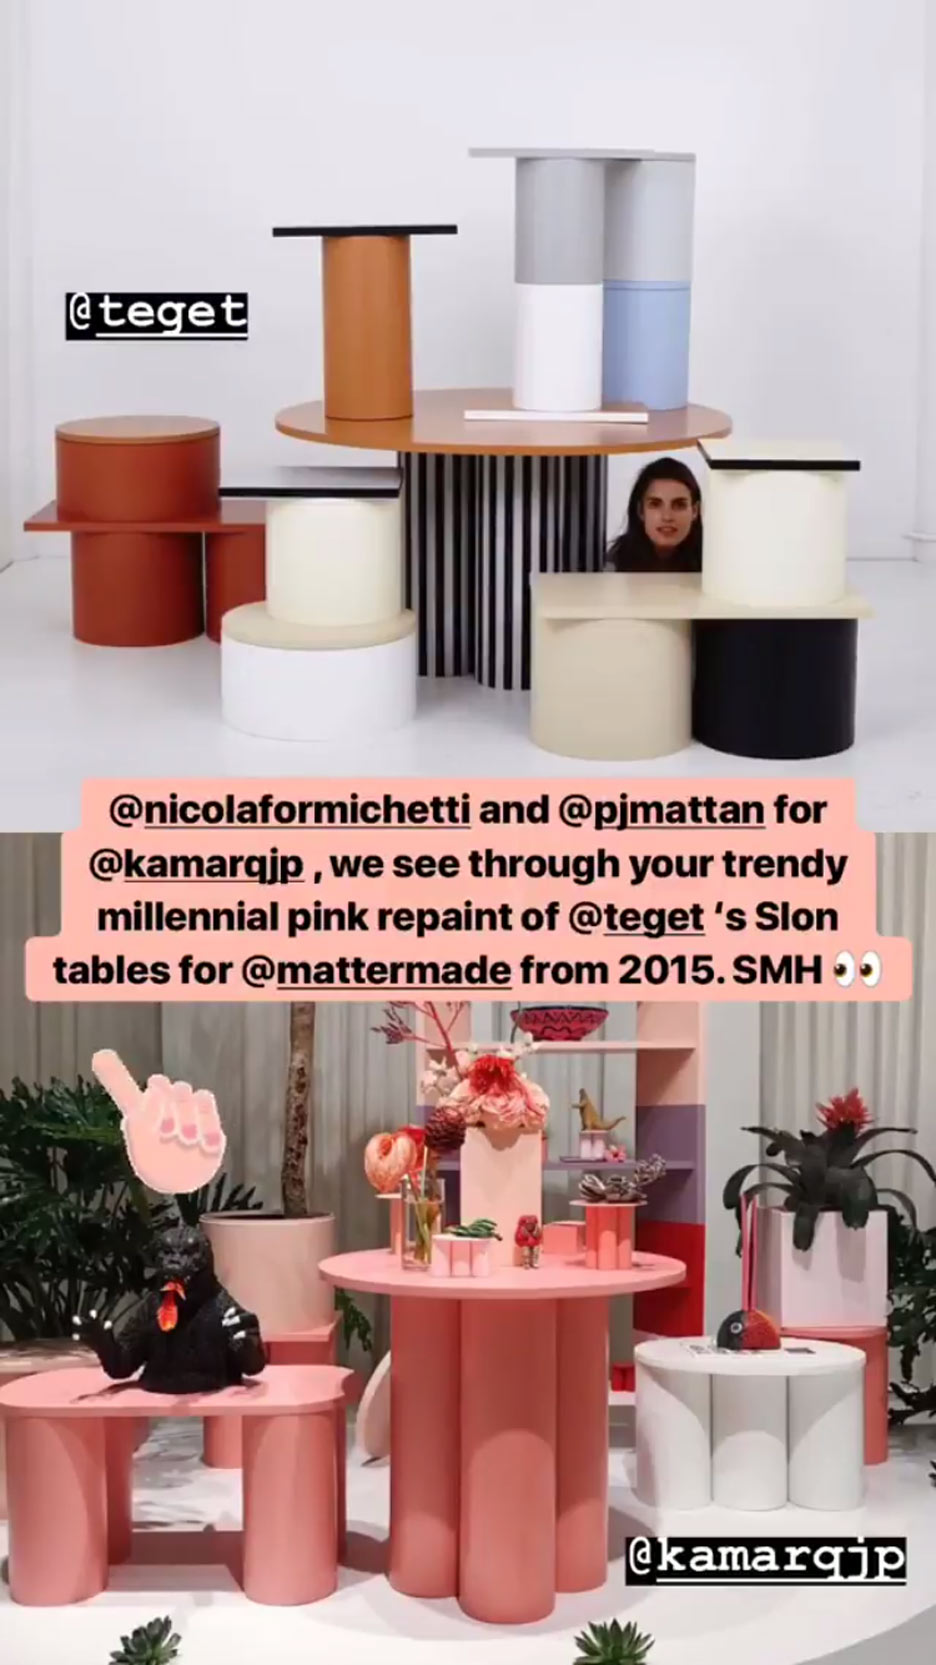 @teget
@nicolaformichetti and @pjmattan for
@kamarqjp , we see through your trendy
millennial pink repaint of @teget ‘s Slon
tables for @mattermade from 2015. SMH 👀
@kamarqjp